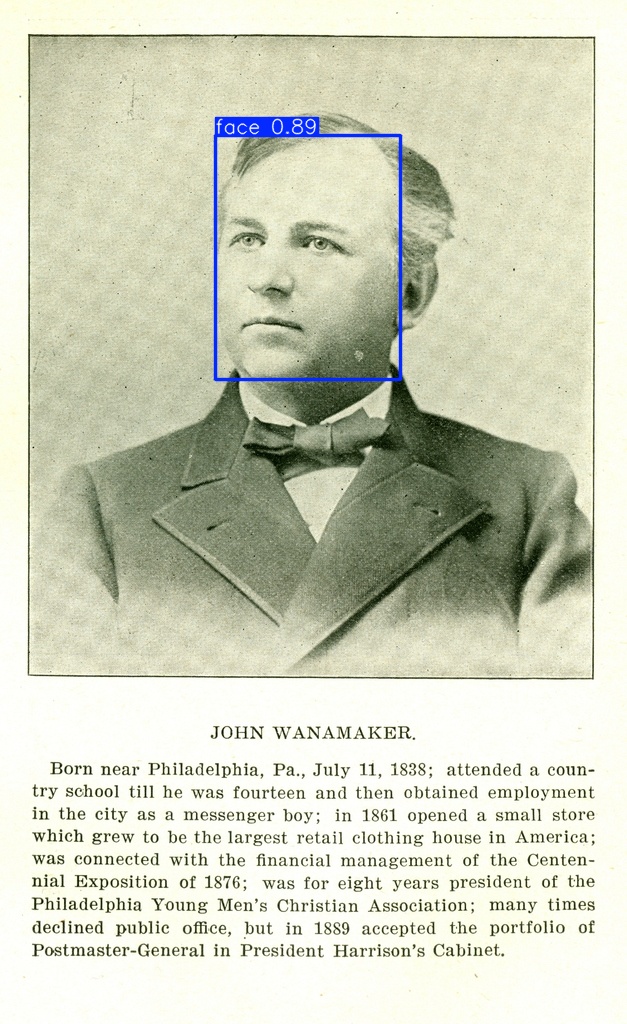 face 0.89
JOHN WANAMAKER.
Born near Philadelphia, Pa., July 11, 1838; attended a coun-
try school till he was fourteen and then obtained employment
in the city as a messenger boy; in 1861 opened a small store
which grew to be the largest retail clothing house in America;
was connected with the financial management of the Centen-
nial Exposition of 1876; was for eight years president of the
Philadelphia Young Men's Christian Association; many times
declined public office, but in 1889 accepted the portfolio of
Postmaster-General in President Harrison's Cabinet.